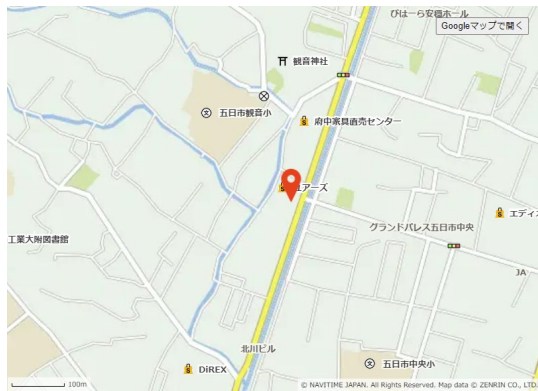 びはーら安穏ホール
Googleマップで開く
観音神社
五日市観音小
府中家具直売センター
ユアーズ
グランドパレス五日市中央
エディオ
工業大附図書館
JA
北川ビル
DiREX
五日市中央小
100m
© NAVITIME JAPAN. All Rights Reserved. Map data © ZENRIN CO., LTD.